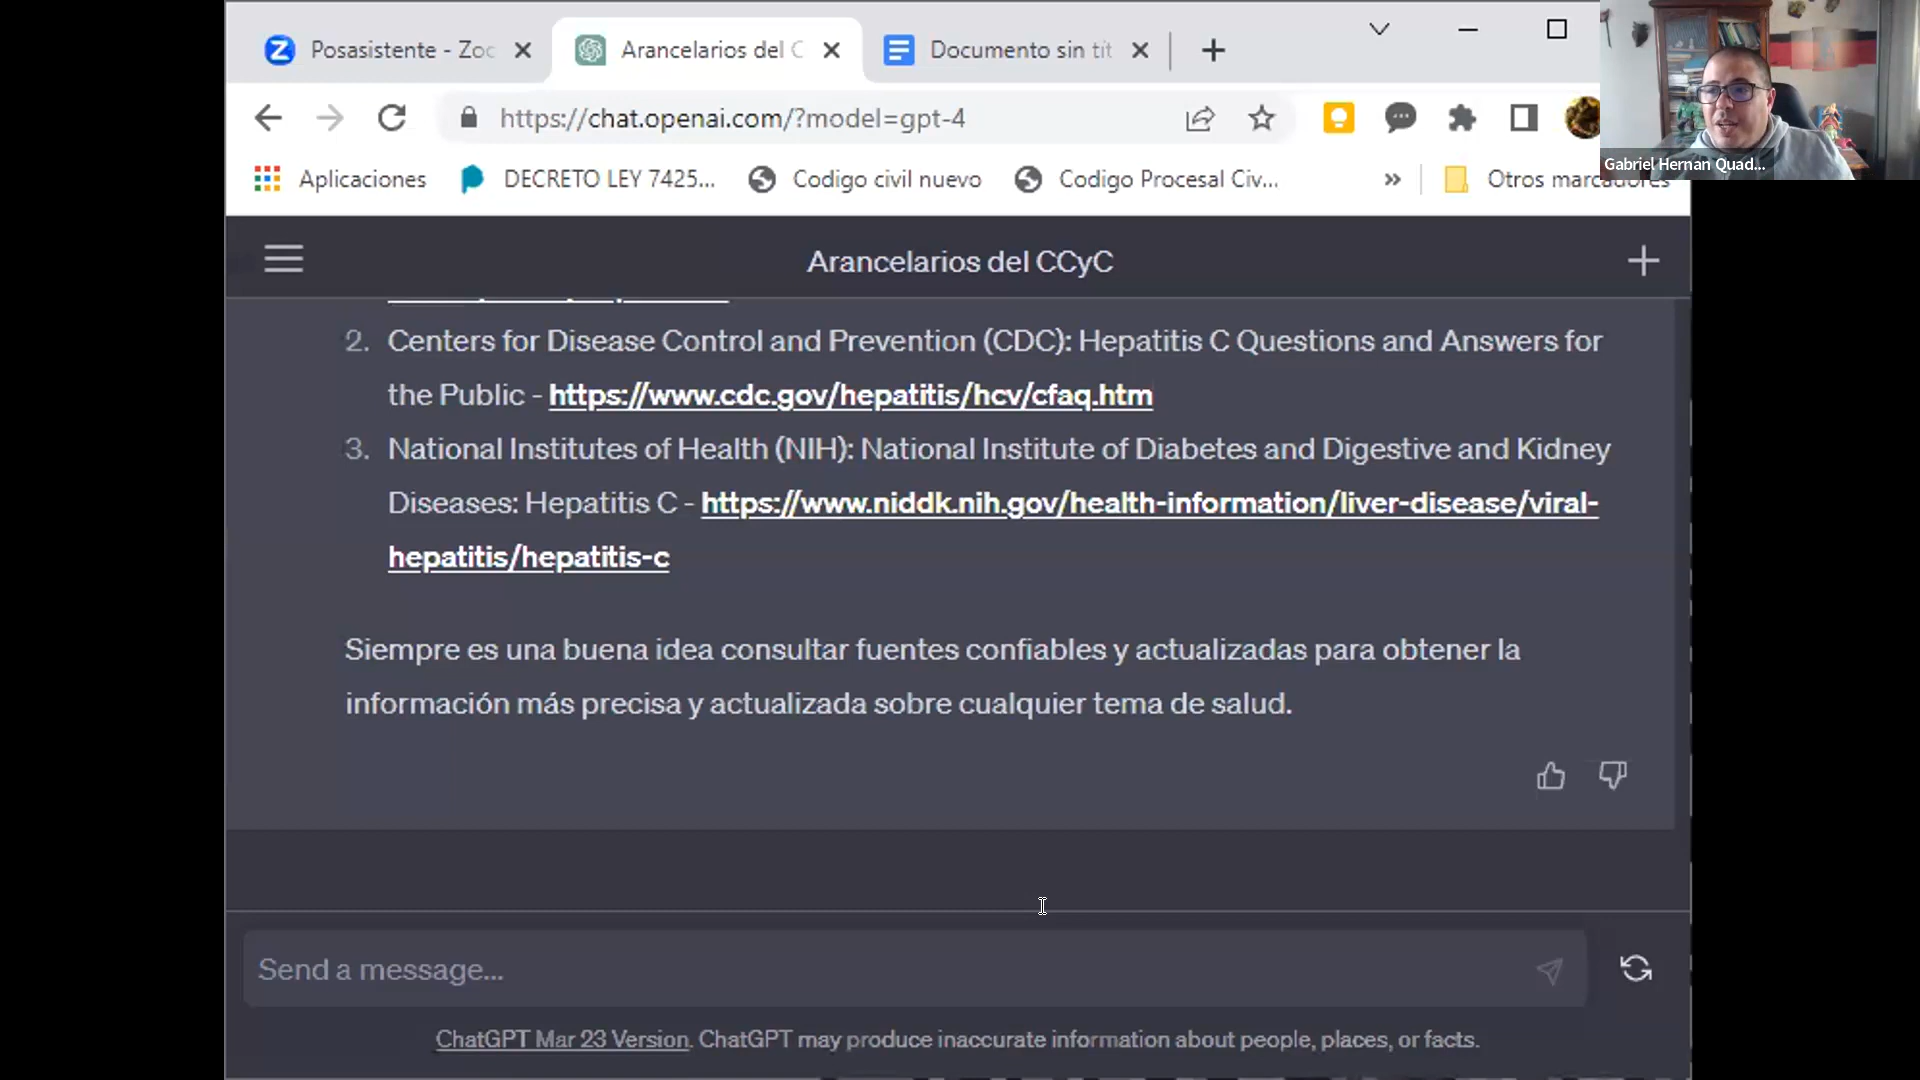 Posasistente - Zoc
Arancelarios del C
Documento sin tít
https://chat.openai.com/?model=gpt-4
Gabriel Hernan Quad...
Aplicaciones
DECRETO LEY 7425...
Codigo civil nuevo
Codigo Procesal Civ...
»
Otros marcadores
Arancelarios del CCyC
2. Centers for Disease Control and Prevention (CDC): Hepatitis C Questions and Answers for
the Public - https://www.cdc.gov/hepatitis/hcv/cfaq.htm
3. National Institutes of Health (NIH): National Institute of Diabetes and Digestive and Kidney
Diseases: Hepatitis C - https://www.niddk.nih.gov/health-information/liver-disease/viral-
hepatitis/hepatitis-c
Siempre es una buena idea consultar fuentes confiables y actualizadas para obtener la
información más precisa y actualizada sobre cualquier tema de salud.
Send a message...
ChatGPT Mar 23 Version. ChatGPT may produce inaccurate information about people, places, or facts.